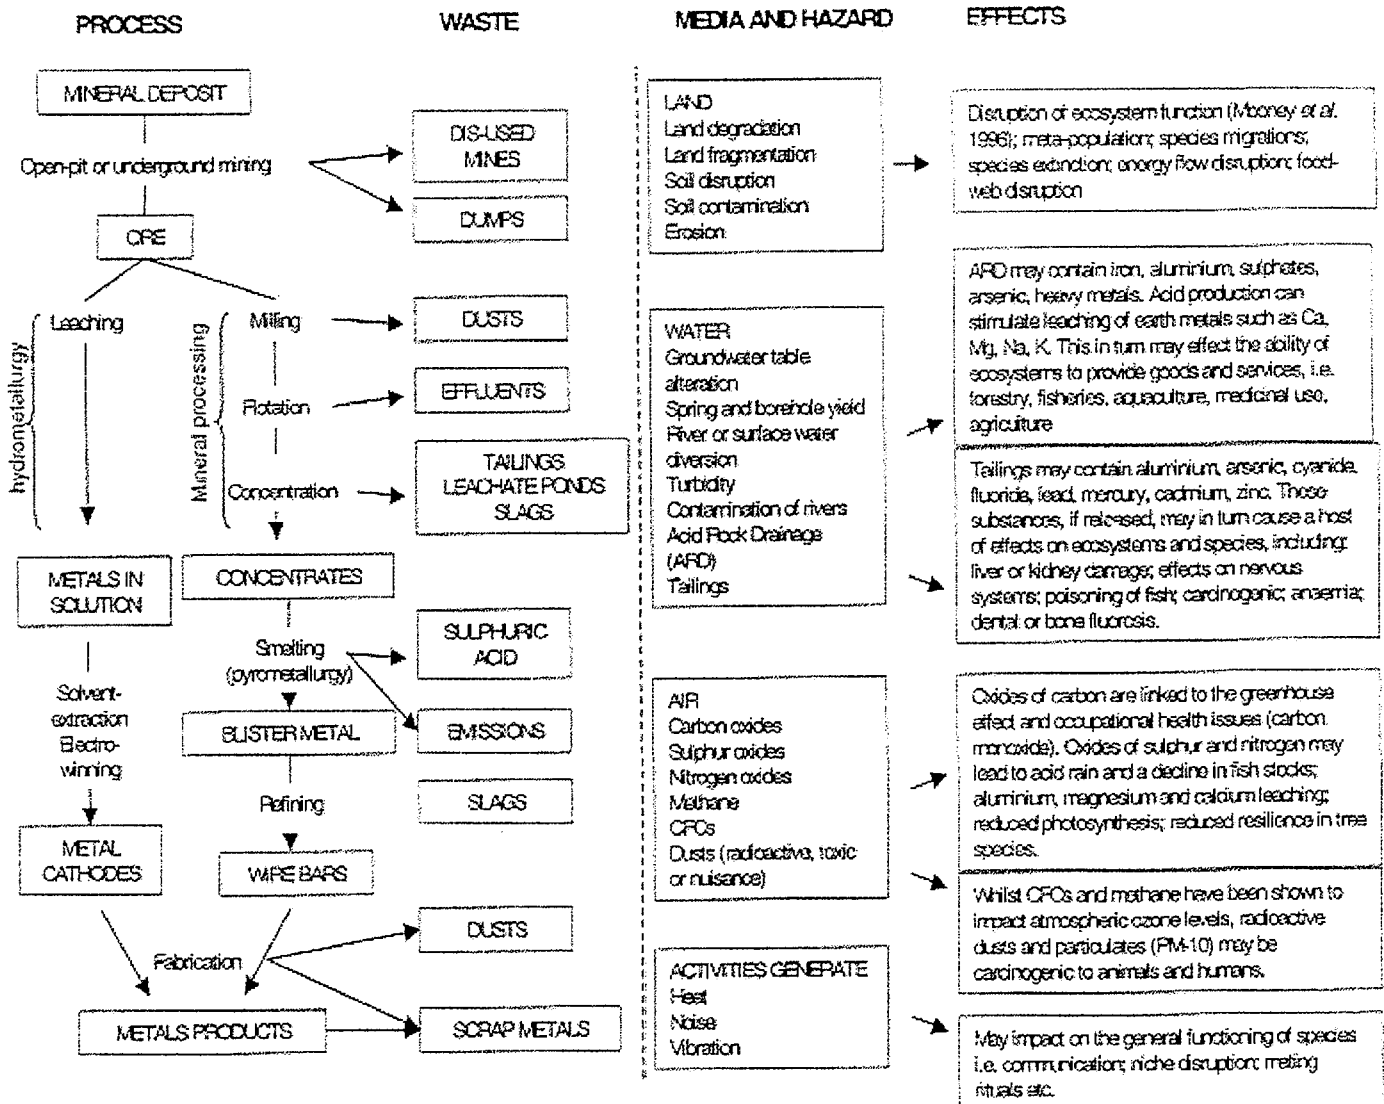 PROCESS
WASTE
MEDIA AND HAZARD
EFFECTS
MINERAL DEPOSIT
Open-pit or underground mining
ORE
hydrometallurgy
Leaching
Mineral processing
Milling
Flotation
Concentration
METALS IN
SOLUTION
CONCENTRATES
Smelting
(pyrometallurgy)
Solvent-
extraction
Electro-
winning
BLISTER METAL
Refining
METAL
CATHODES
WIRE BARS
Fabrication
METALS PRODUCTS
DIS-USED
MINES
DUMPS
DUSTS
EFFLUENTS
TAILINGS
LEACHATE PONDS
SLAGS
SULPHURIC
ACID
EMISSIONS
SLAGS
DUSTS
SCRAP METALS
LAND
Land degradation
Land fragmentation
Soil disruption
Soil contamination
Erosion
WATER
Groundwater table
alteration
Spring and borehole yield
River or surface water
diversion
Turbidity
Contamination of rivers
Acid Rock Drainage
(ARD)
Tailings
AIR
Carbon oxides
Sulphur oxides
Nitrogen oxides
Methane
CFCs
Dusts (radioactive, toxic
or nuisance)
ACTIVITIES GENERATE
Heat
Noise
Vibration
Disruption of ecosystem function (Mooney et al.
1996); meta-population; species migrations;
species extinction; energy flow disruption; food-
web disruption
ARD may contain iron, aluminium, sulphates,
arsenic, heavy metals. Acid production can
stimulate leaching of earth metals such as Ca,
Mg, Na, K. This in turn may effect the ability of
ecosystems to provide goods and services, i.e.
forestry, fisheries, aquaculture, medicinal use,
agriculture
Tailings may contain aluminium, arsenic, cyanide,
fluoride, lead, mercury, cadmium, zinc. These
substances, if released, may in turn cause a host
of effects on ecosystems and species, including:
liver or kidney damage; effects on nervous
systems; poisoning of fish; carcinogenic; anaemia;
dental or bone fluorosis.
Oxides of carbon are linked to the greenhouse
effect and occupational health issues (carbon
monoxide). Oxides of sulphur and nitrogen may
lead to acid rain and a decline in fish stocks;
aluminium, magnesium and calcium leaching;
reduced photosynthesis; reduced resilience in tree
species.
Whilst CFCs and methane have been shown to
impact atmospheric ozone levels, radioactive
dusts and particulates (PM-10) may be
carcinogenic to animals and humans.
May impact on the general functioning of species
i.e. communication; niche disruption; mating
rituals etc.